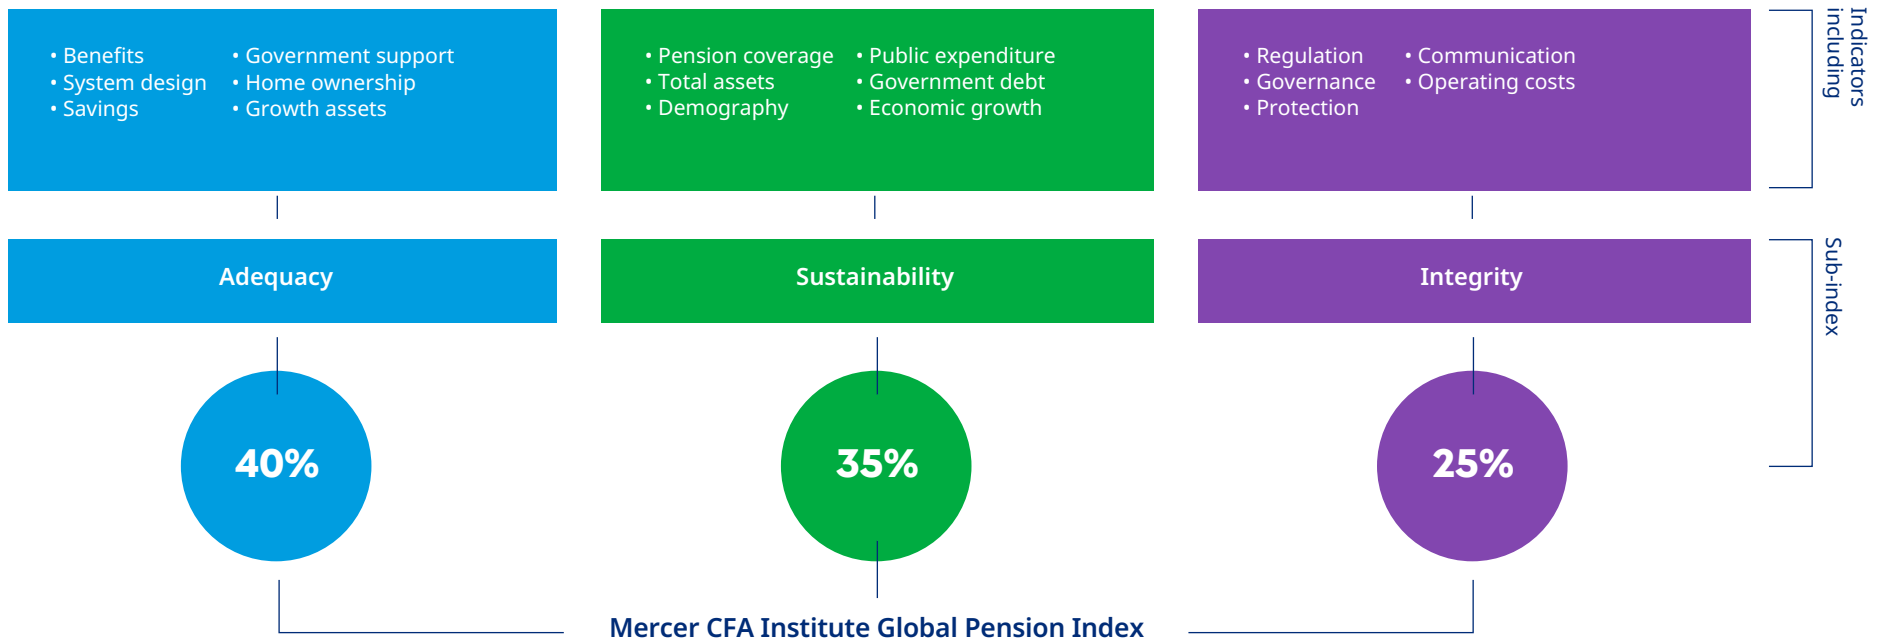 • Benefits
• System design
• Savings
• Government support
• Home ownership
• Growth assets
• Pension coverage
• Total assets
• Demography
• Public expenditure
• Government debt
• Economic growth
• Regulation
• Governance
• Protection
• Communication
• Operating costs
Indicators
including
Adequacy
Sustainability
Integrity
Sub-index
40%
35%
25%
Mercer CFA Institute Global Pension Index